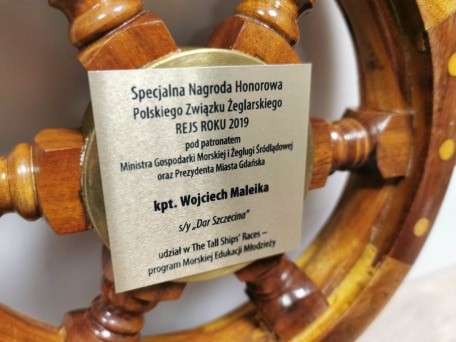 Specjalna Nagroda Honorowa
Polskiego Związku Żeglarskiego
REJS ROKU 2019
pod patronatem
Ministra Gospodarki Morskiej i Żeglugi Śródlądowej
oraz Prezydenta Miasta Gdańska
kpt. Wojciech Maleika
s/y „Dar Szczecina"
udział w The Tall Ships' Races –
program Morskiej Edukacji Młodzieży